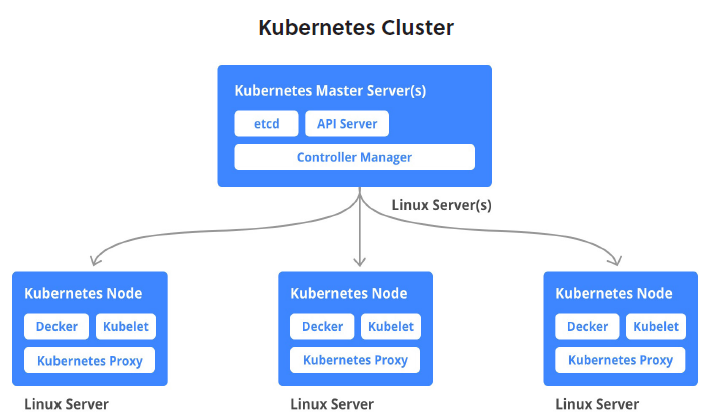 Kubernetes Cluster
Kubernetes Master Server(s)
etcd API Server
Controller Manager
Linux Server(s)
Kubernetes Node Kubernetes Node Kubernetes Node
Decker Kubelet Decker Kubelet Decker Kubelet
Kubernetes Proxy Kubernetes Proxy Kubernetes Proxy
Linux Server Linux Server Linux Server